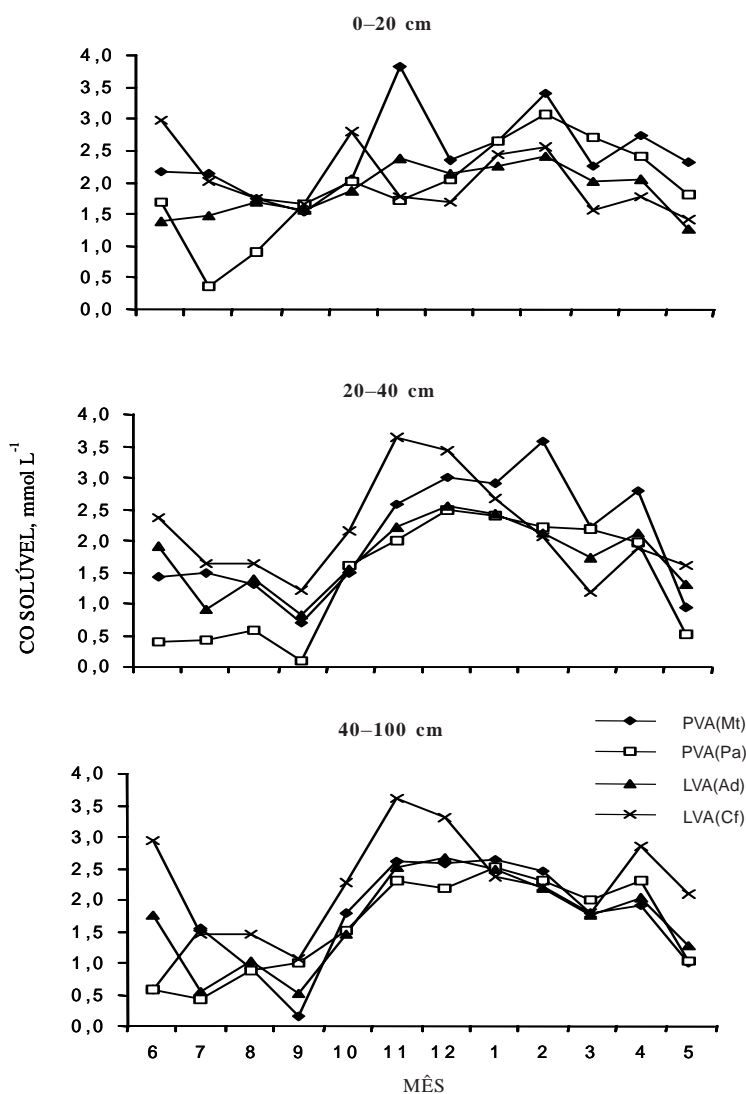 0–20 cm
4,0
3,5
3,0
2,5
2,0
1,5
1,0
0,5
0,0
20–40 cm
4,0
3,5
3,0
2,5
2,0
1,5
1,0
0,5
0,0
CO SOLÚVEL, mmol L⁻¹
40–100 cm
PVA(Mt)
PVA(Pa)
LVA(Ad)
LVA(Cf)
4,0
3,5
3,0
2,5
2,0
1,5
1,0
0,5
0,0
6 7 8 9 10 11 12 1 2 3 4 5
MÊS